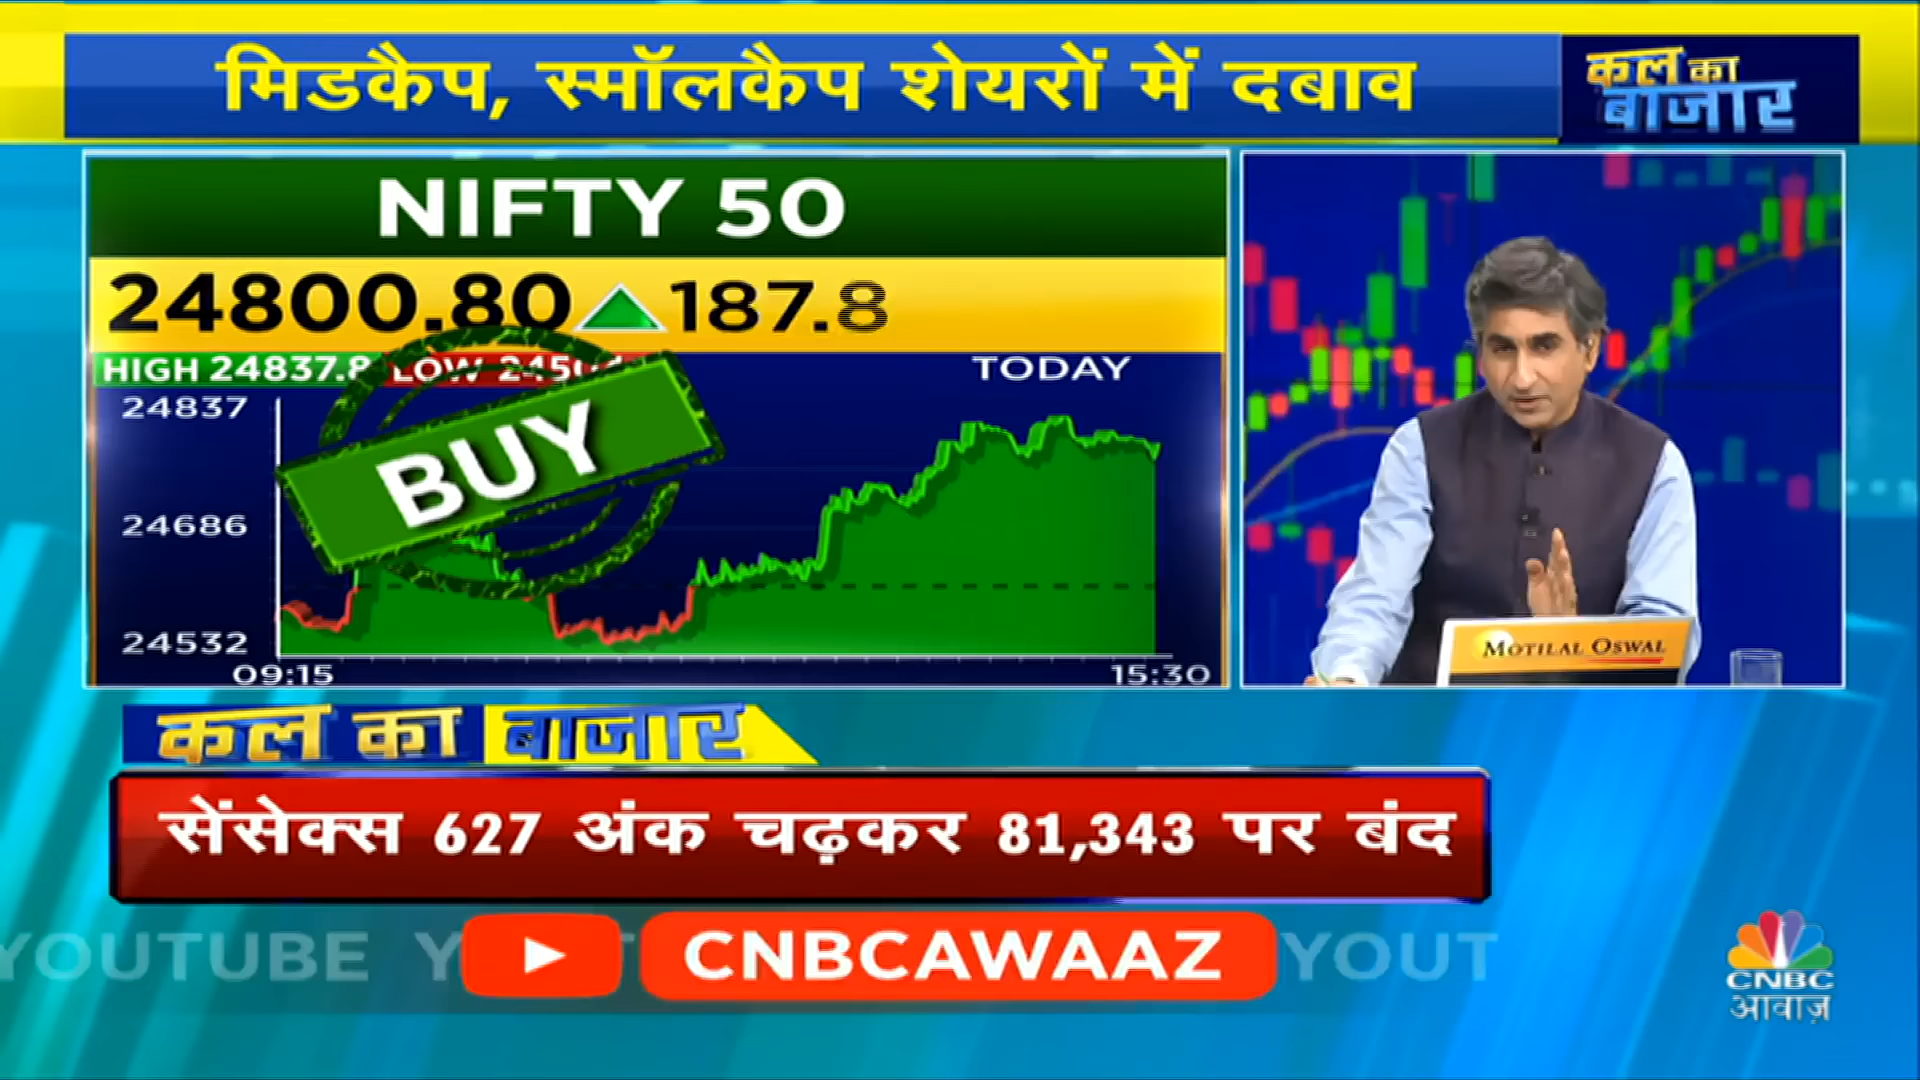 मिडकैप, स्मॉलकैप शेयरों में दबाव
कल का
बाजार
NIFTY 50
24800.80 187.8
HIGH 24837.8 LOW
TODAY
BUY
24837
24686
24532
09:15 15:30
MOTILAL OSWAL
कल का बाजार
सेंसेक्स 627 अंक चढ़कर 81,343 पर बंद
YOUTUBE CNBCAWAAZ
CNBC
आवाज़